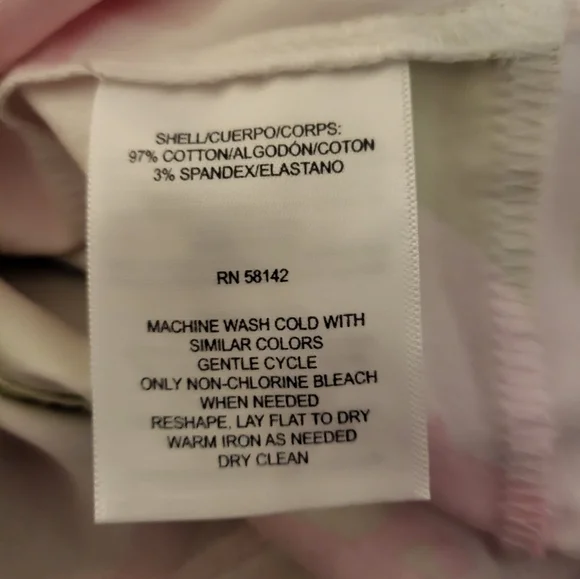 SHELL/CUERPO/CORPS:
97% COTTON/ALGODÓN/COTON
3% SPANDEX/ELASTANO
RN 58142
MACHINE WASH COLD WITH
SIMILAR COLORS
GENTLE CYCLE
ONLY NON-CHLORINE BLEACH
WHEN NEEDED
RESHAPE, LAY FLAT TO DRY
WARM IRON AS NEEDED
DRY CLEAN